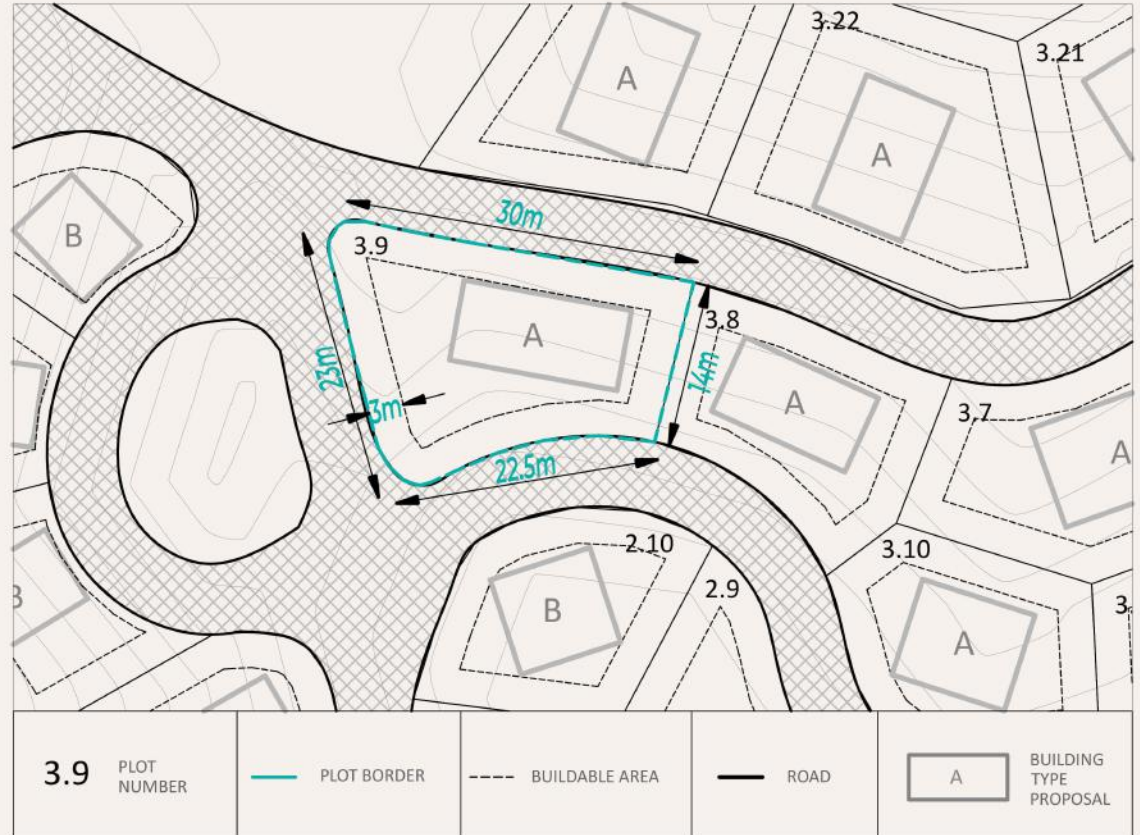 3.22
3.21
A
A
B
30m
3.9
A
3.8
23m
14m
3m
A
3.7
A
22.5m
2.10
3.10
2.9
B
B
A
3.
3.9
PLOT
NUMBER
PLOT BORDER
BUILDABLE AREA
ROAD
A
BUILDING
TYPE
PROPOSAL